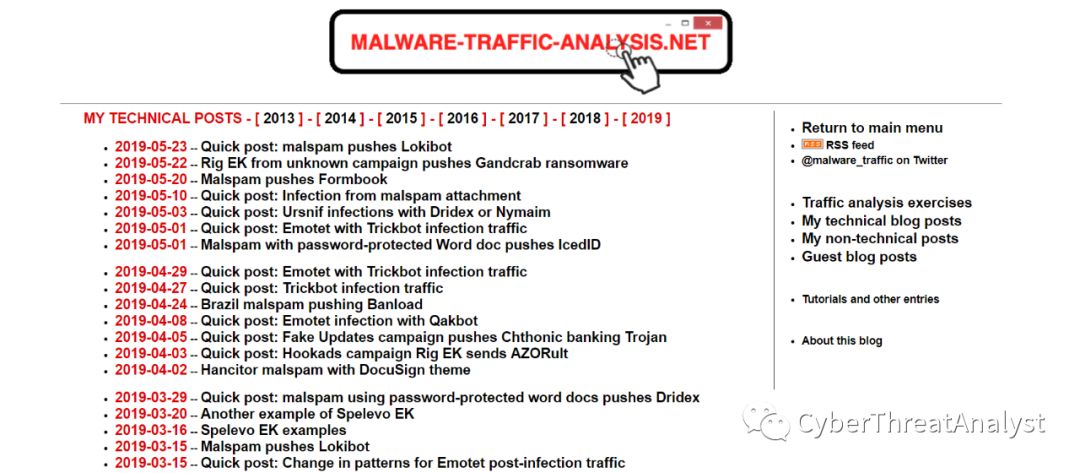 MALWARE-TRAFFIC-ANALYSIS.NET
MY TECHNICAL POSTS - [ 2013 ] - [ 2014 ] - [ 2015 ] - [ 2016 ] - [ 2017 ] - [ 2018 ] - [ 2019 ]
2019-05-23 -- Quick post: malspam pushes Lokibot
2019-05-22 -- Rig EK from unknown campaign pushes Gandcrab ransomware
2019-05-20 -- Malspam pushes Formbook
2019-05-10 -- Quick post: Infection from malspam attachment
2019-05-03 -- Quick post: Ursnif infections with Dridex or Nymaim
2019-05-01 -- Quick post: Emotet with Trickbot infection traffic
2019-05-01 -- Malspam with password-protected Word doc pushes IcedID
2019-04-29 -- Quick post: Emotet with Trickbot infection traffic
2019-04-27 -- Quick post: Trickbot infection traffic
2019-04-24 -- Brazil malspam pushing Banload
2019-04-08 -- Quick post: Emotet infection with Qakbot
2019-04-05 -- Quick post: Fake Updates campaign pushes Chthonic banking Trojan
2019-04-03 -- Quick post: Hookads campaign Rig EK sends AZORult
2019-04-02 -- Hancitor malspam with DocuSign theme
2019-03-29 -- Quick post: malspam using password-protected word docs pushes Dridex
2019-03-20 -- Another example of Spelevo EK
2019-03-16 -- Spelevo EK examples
2019-03-15 -- Malspam pushes Lokibot
2019-03-15 -- Quick post: Change in patterns for Emotet post-infection traffic
Return to main menu
RSS RSS feed
@malware_traffic on Twitter
Traffic analysis exercises
My technical blog posts
My non-technical posts
Guest blog posts
Tutorials and other entries
About this blog
CyberThreatAnalyst